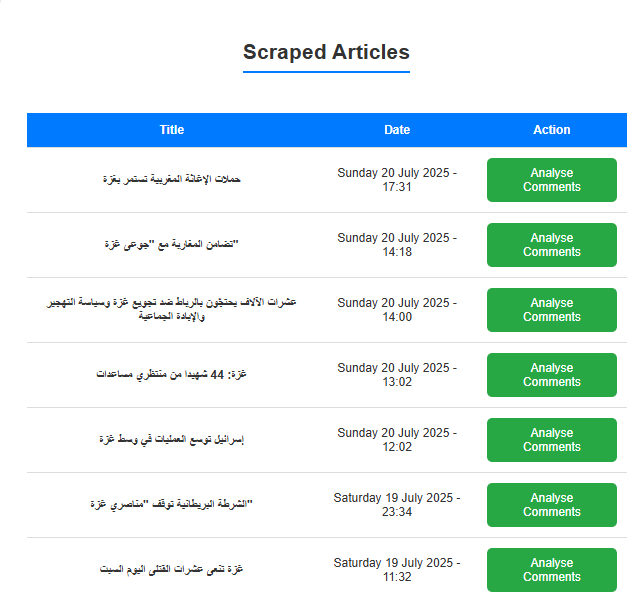 Scraped Articles
Title Date Action
حملات الإغاثة المغربية تستمر بغزة
Sunday 20 July 2025 -
17:31
Analyse
Comments
تضامن المغاربة مع "جوعى غزة"
Sunday 20 July 2025 -
14:18
Analyse
Comments
عشرات الآلاف يحتجّون بالرباط ضد تجويع غزة وسياسة التهجير
والإبادة الجماعية
Sunday 20 July 2025 -
14:00
Analyse
Comments
غزة: 44 شهيدا من منتظري مساعدات
Sunday 20 July 2025 -
13:02
Analyse
Comments
إسرائيل توسع العمليات في وسط غزة
Sunday 20 July 2025 -
12:02
Analyse
Comments
الشرطة البريطانية توقف "مناصري غزة"
Saturday 19 July 2025 -
23:34
Analyse
Comments
غزة تنعى عشرات القتلى اليوم السبت
Saturday 19 July 2025 -
11:32
Analyse
Comments